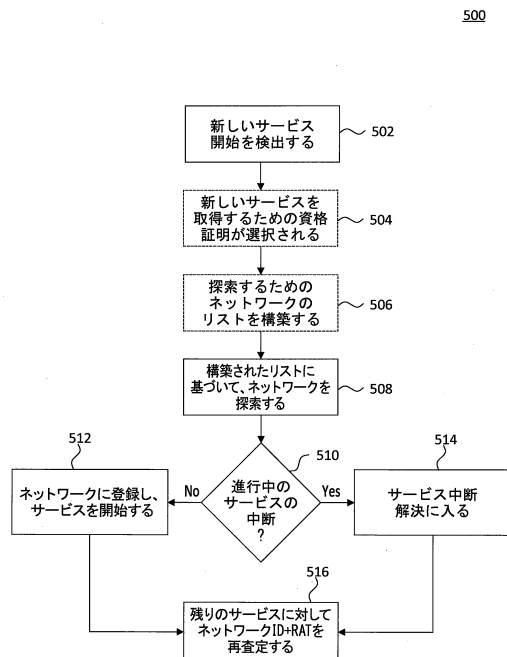 500
新しいサービス
開始を検出する
502
新しいサービスを
取得するための資格
証明が選択される
504
探索するための
ネットワークの
リストを構築する
506
構築されたリストに
基づいて、ネットワークを
探索する
508
510
進行中の
サービスの
中断
?
No
Yes
512
ネットワークに登録し、
サービスを開始する
514
サービス中断
解決に入る
516
残りのサービスに対して
ネットワークID+RATを
再査定する